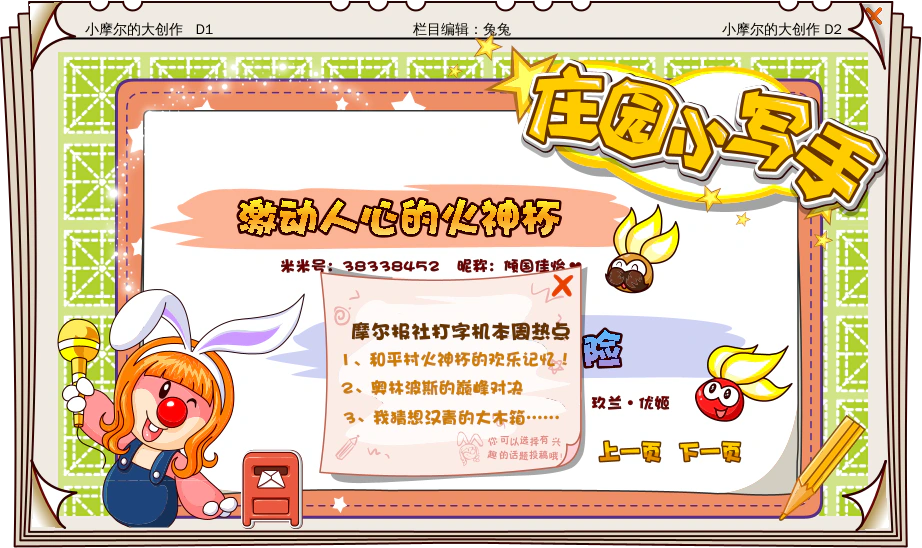 小摩尔的大创作 D1
栏目编辑：兔兔
小摩尔的大创作 D2
庄园小写手
激动人心的火神杯
米米号：38338452 昵称：倾国佳怡
摩尔报社打字机本周热点
1、和平村火神杯的欢乐记忆！
险
2、奥林波斯的巅峰对决
玖兰·优姬
3、我猜想汉青的大木箱……
你可以选择有兴
趣的话题投稿哦！
上一页 下一页